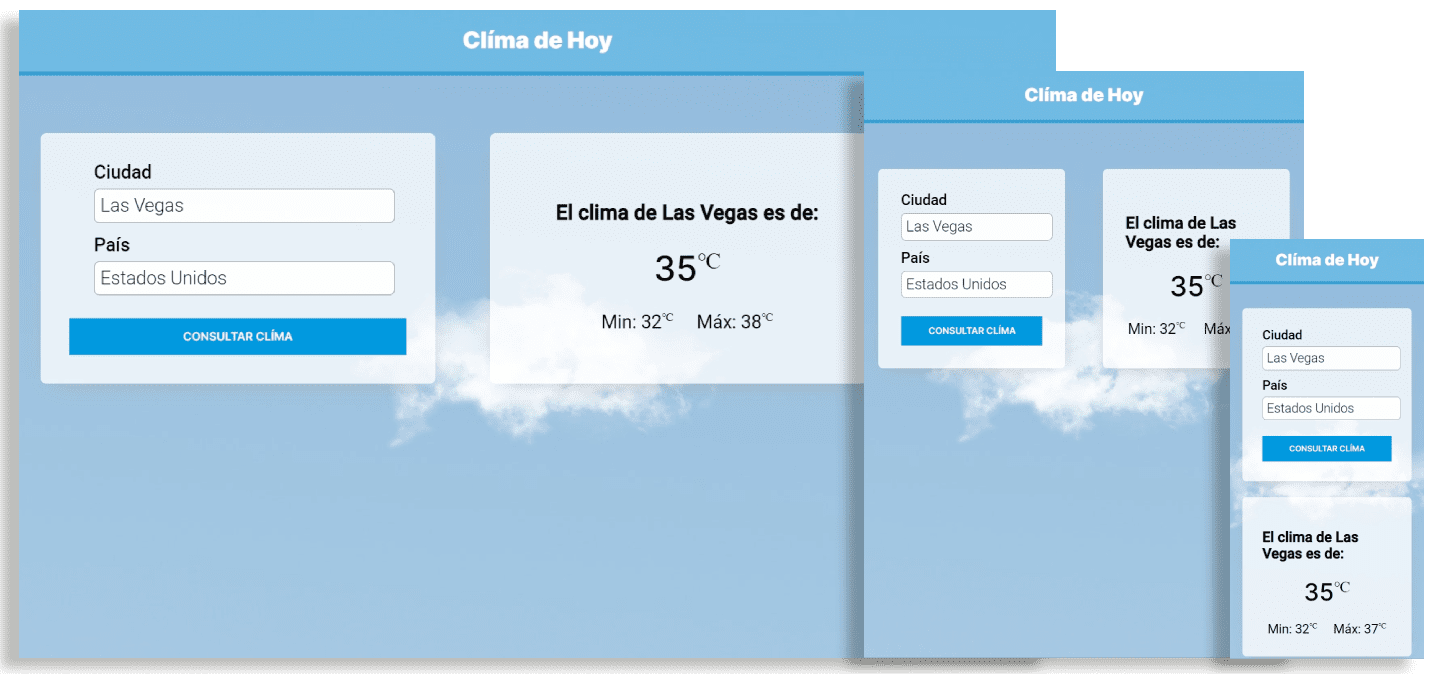 Clíma de Hoy
Ciudad
Las Vegas
País
Estados Unidos
CONSULTAR CLÍMA
El clima de Las Vegas es de:
35°C
Min: 32°C Máx: 38°C
Clíma de Hoy
Ciudad
Las Vegas
País
Estados Unidos
CONSULTAR CLÍMA
El clima de Las
Vegas es de:
35°C
Min: 32°C Máx
Clíma de Hoy
Ciudad
Las Vegas
País
Estados Unidos
CONSULTAR CLÍMA
El clima de Las
Vegas es de:
35°C
Min: 32°C Máx: 37°C